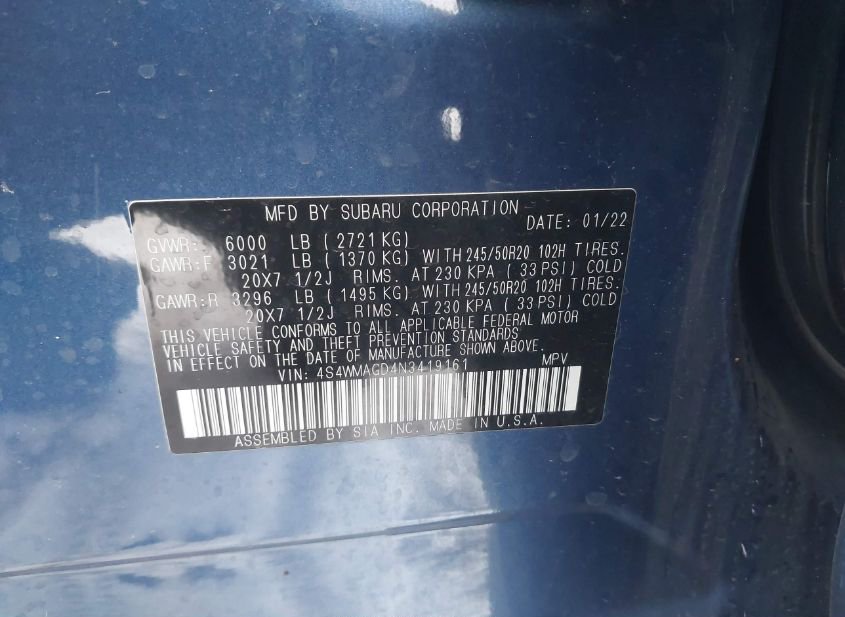 MFD BY SUBARU CORPORATION DATE: 01/22
GVWR: 6000 LB ( 2721 KG)
GAWR:F 3021 LB ( 1370 KG) WITH 245/50R20 102H TIRES.
20X7 1/2J RIMS. AT 230 KPA ( 33 PSI) COLD
GAWR:R 3296 LB ( 1495 KG) WITH 245/50R20 102H TIRES.
20X7 1/2J RIMS. AT 230 KPA ( 33 PSI) COLD
THIS VEHICLE CONFORMS TO ALL APPLICABLE FEDERAL MOTOR
VEHICLE SAFETY AND THEFT PREVENTION STANDARDS
IN EFFECT ON THE DATE OF MANUFACTURE SHOWN ABOVE.
VIN: 4S4WMAGD4N3419161 MPV
ASSEMBLED BY SIA INC. MADE IN U.S.A.